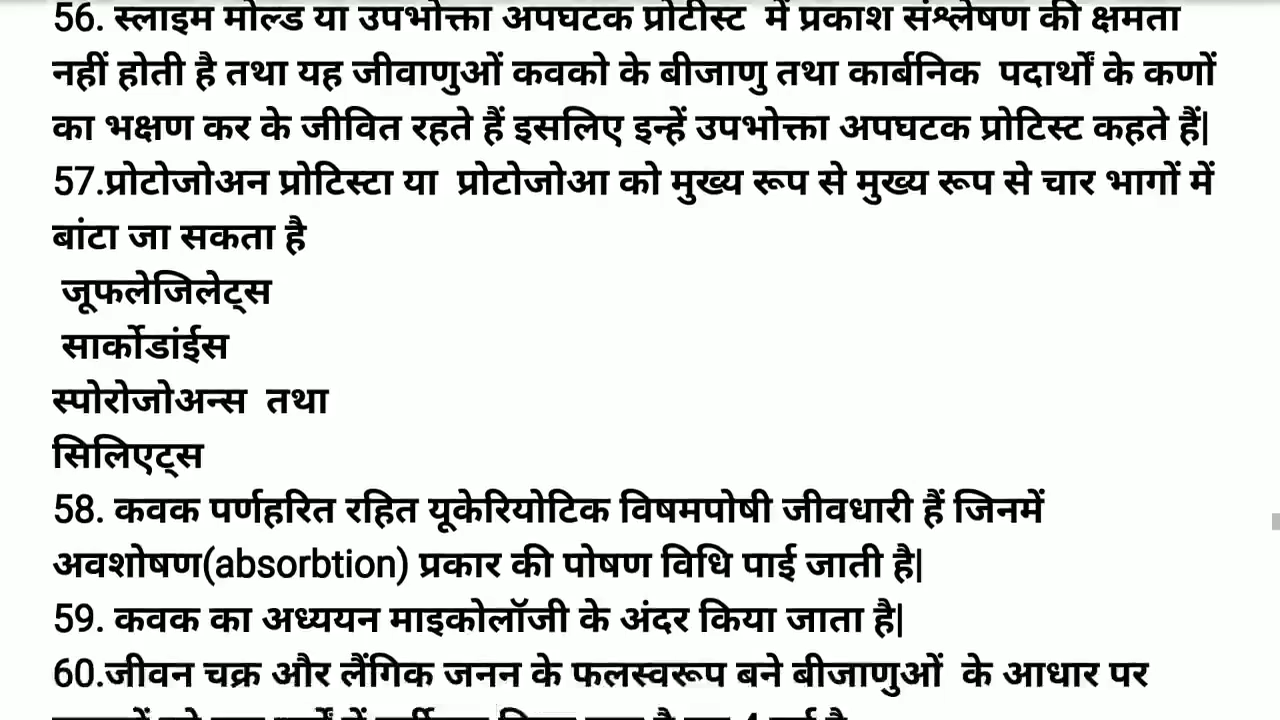 56. स्लाइम मोल्ड या उपभोक्ता अपघटक प्रोटीस्ट में प्रकाश संश्लेषण की क्षमता
नहीं होती है तथा यह जीवाणुओं कवको के बीजाणु तथा कार्बनिक पदार्थों के कणों
का भक्षण कर के जीवित रहते हैं इसलिए इन्हें उपभोक्ता अपघटक प्रोटिस्ट कहते हैं|
57.प्रोटोजोअन प्रोटिस्टा या प्रोटोजोआ को मुख्य रूप से मुख्य रूप से चार भागों में
बांटा जा सकता है
जूफलेजिलेट्स
सार्कोडांईस
स्पोरोजोअन्स तथा
सिलिएट्स
58. कवक पर्णहरित रहित यूकेरियोटिक विषमपोषी जीवधारी हैं जिनमें
अवशोषण(absorbtion) प्रकार की पोषण विधि पाई जाती है|
59. कवक का अध्ययन माइकोलॉजी के अंदर किया जाता है|
60.जीवन चक्र और लैंगिक जनन के फलस्वरूप बने बीजाणुओं के आधार पर